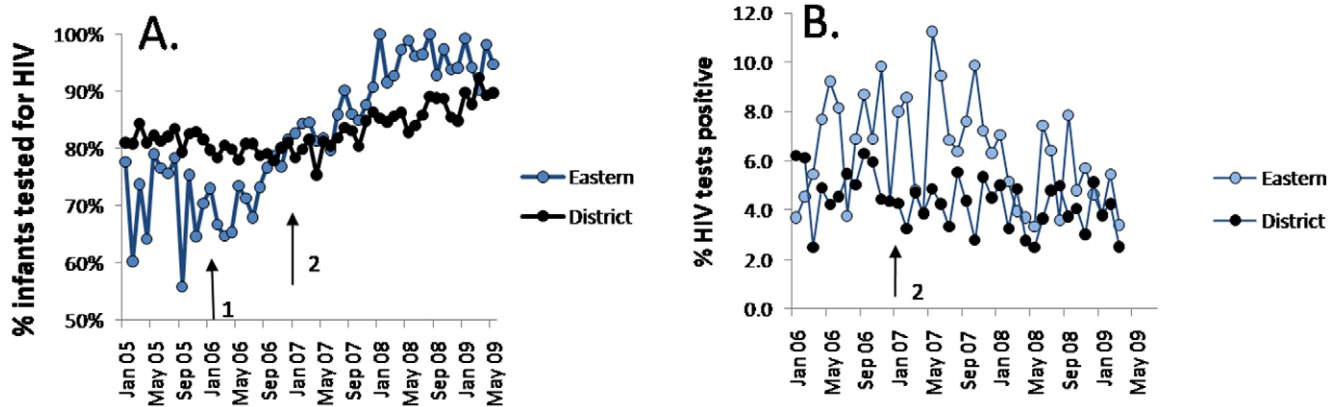 A.
% infants tested for HIV
100%
90%
80%
70%
60%
50%
1
2
Jan 05
May 05
Sep 05
Jan 06
May 06
Sep 06
Jan 07
May 07
Sep 07
Jan 08
May 08
Sep 08
Jan 09
May 09
Eastern
District
B.
% HIV tests positive
12.0
10.0
8.0
6.0
4.0
2.0
0.0
2
Jan 06
May 06
Sep 06
Jan 07
May 07
Sep 07
Jan 08
May 08
Sep 08
Jan 09
May 09
Eastern
District